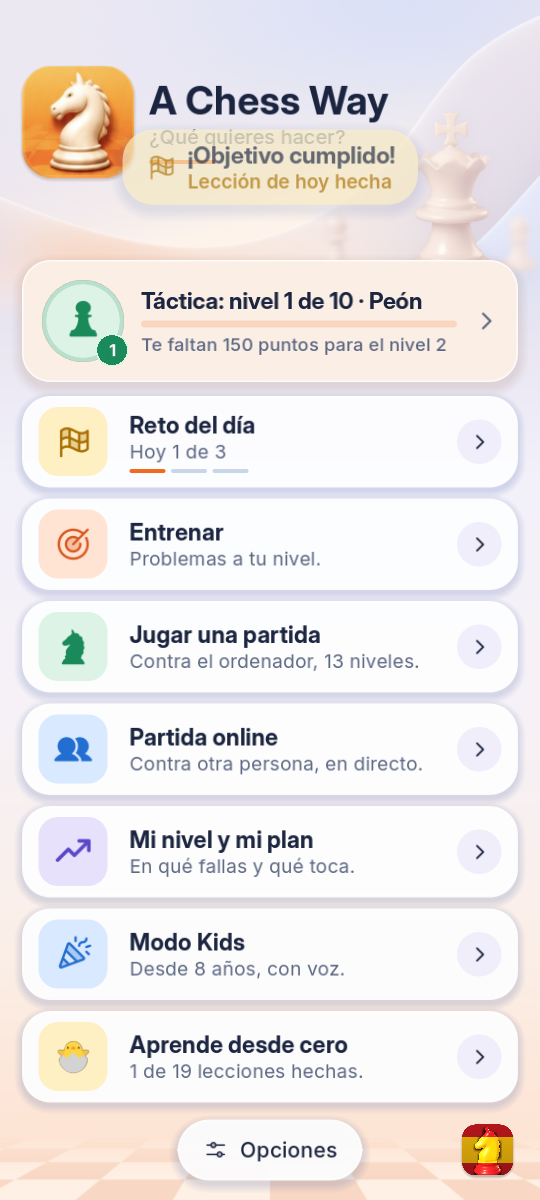 A Chess Way
¿Qué quieres hacer?
¡Objetivo cumplido!
Lección de hoy hecha
Táctica: nivel 1 de 10 · Peón
1
Te faltan 150 puntos para el nivel 2
Reto del día
Hoy 1 de 3
Entrenar
Problemas a tu nivel.
Jugar una partida
Contra el ordenador, 13 niveles.
Partida online
Contra otra persona, en directo.
Mi nivel y mi plan
En qué fallas y qué toca.
Modo Kids
Desde 8 años, con voz.
Aprende desde cero
1 de 19 lecciones hechas.
Opciones